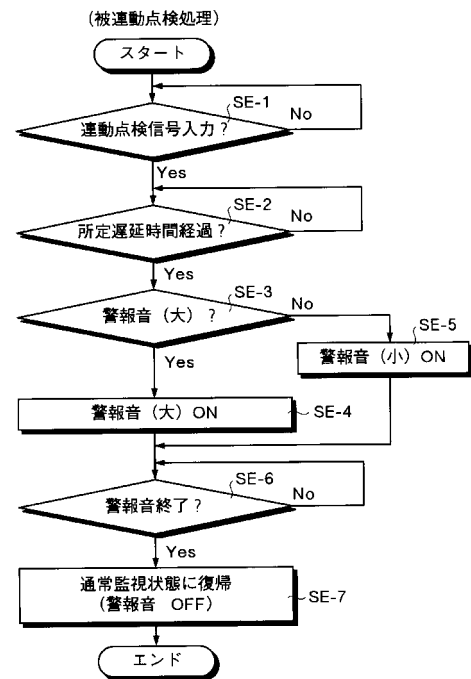 (被連動点検処理)
スタート
SE-1
連動点検信号入力?
No
Yes
SE-2
所定遅延時間経過?
No
Yes
SE-3
警報音(大)?
No
SE-5
Yes
警報音(小)ON
警報音(大)ON
SE-4
SE-6
警報音終了?
No
Yes
通常監視状態に復帰
(警報音 OFF)
SE-7
エンド